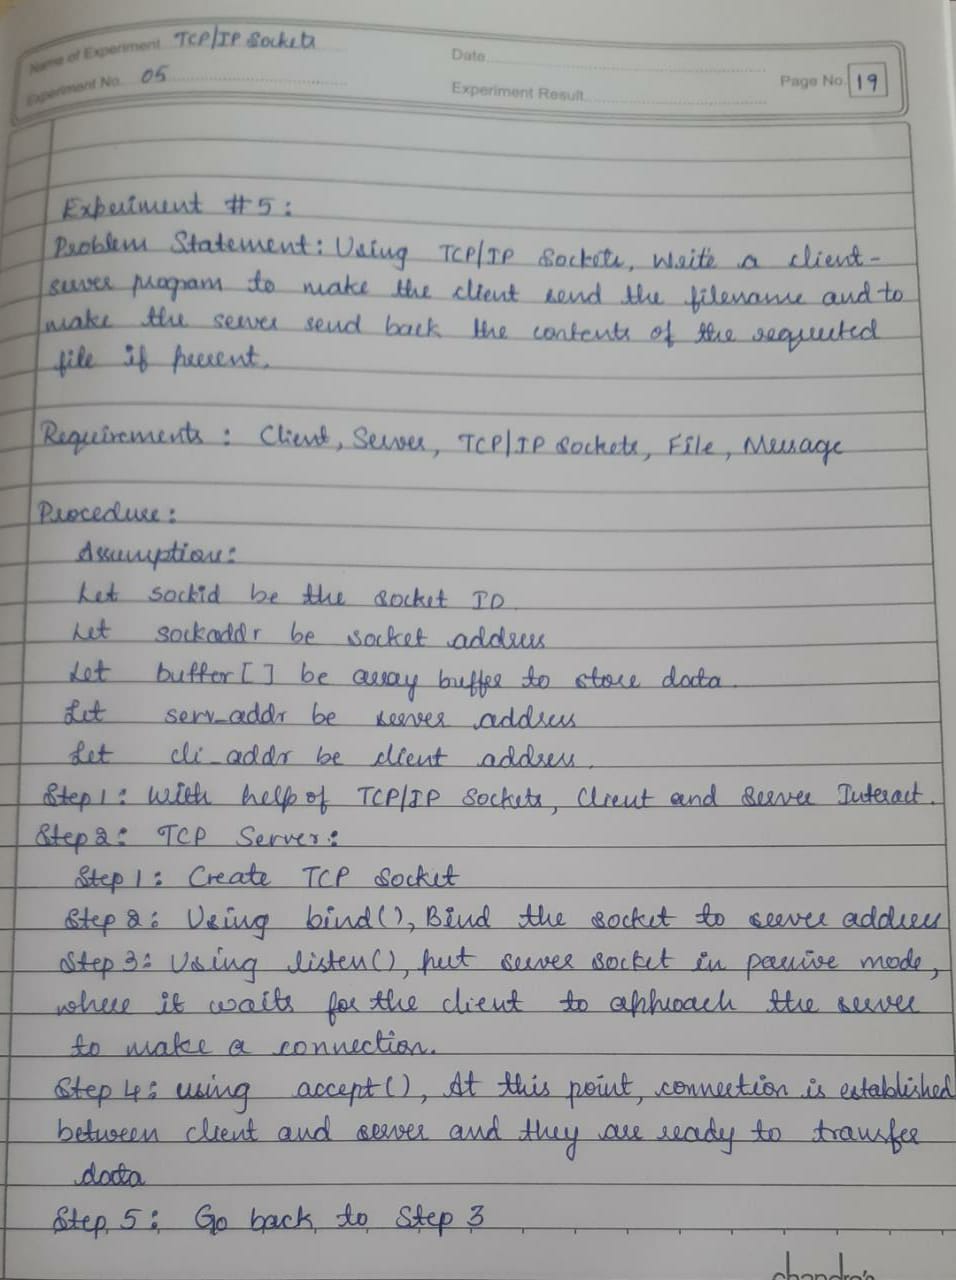 Name of Experiment TCP/IP Sockets
Date
Experiment No. 05
Experiment Result
Page No. 19
Experiment #5:
Problem Statement: Using TCP/IP Sockets, Write a client-
server program to make the client send the filename and to
make the server send back the contents of the requested
file if present.
Requirements : Client, Server, TCP/IP Sockets, File, Message
Procedure:
Assumption:
Let sockid be the socket ID
Let sockaddr be socket address
Let buffer[] be array buffer to store data.
Let serv_addr be server address
Let cli_addr be client address.
Step 1: With help of TCP/IP Sockets, Client and Server Interact.
Step 2: TCP Server:
Step 1: Create TCP Socket
Step 2: Using bind(), Bind the socket to server address
Step 3: Using listen(), put server socket in passive mode,
where it waits for the client to approach the server
to make a connection.
Step 4: using accept(), At this point, connection is established
between client and server and they are ready to transfer
data
Step 5: Go back to Step 3
chandra's